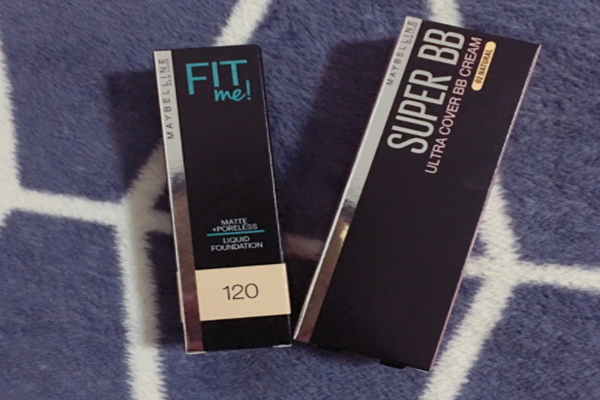 MAYBELLINE
FIT
me!
MATTE
+PORELESS
LIQUID
FOUNDATION
120
MAYBELLINE
SUPER BB
ULTRA COVER BB CREAM
02 NATURAL